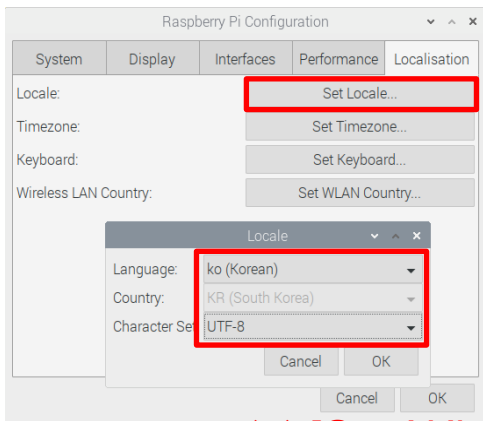 Raspberry Pi Configuration
System Display Interfaces Performance Localisation
Locale: Set Locale...
Timezone: Set Timezone...
Keyboard: Set Keyboard...
Wireless LAN Country: Set WLAN Country...
Locale
Language: ko (Korean)
Country: KR (South Korea)
Character Set UTF-8
Cancel OK
Cancel OK